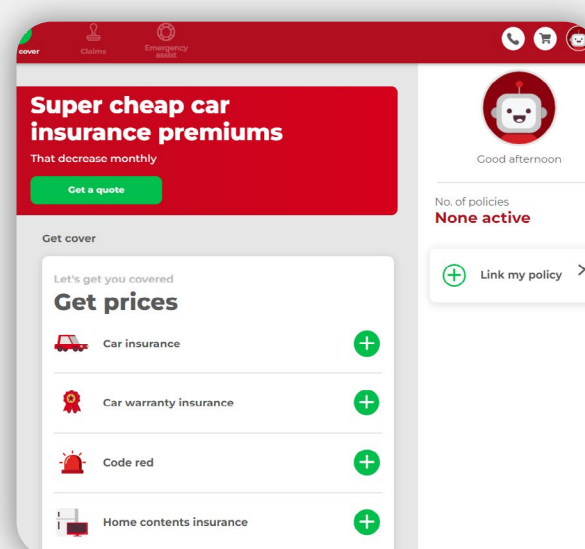 cover
Claims
Emergency
assist
Super cheap car
insurance premiums
That decrease monthly
Get a quote
Get cover
Let's get you covered
Get prices
Car insurance
Car warranty insurance
Code red
Home contents insurance
Good afternoon
No. of policies
None active
Link my policy